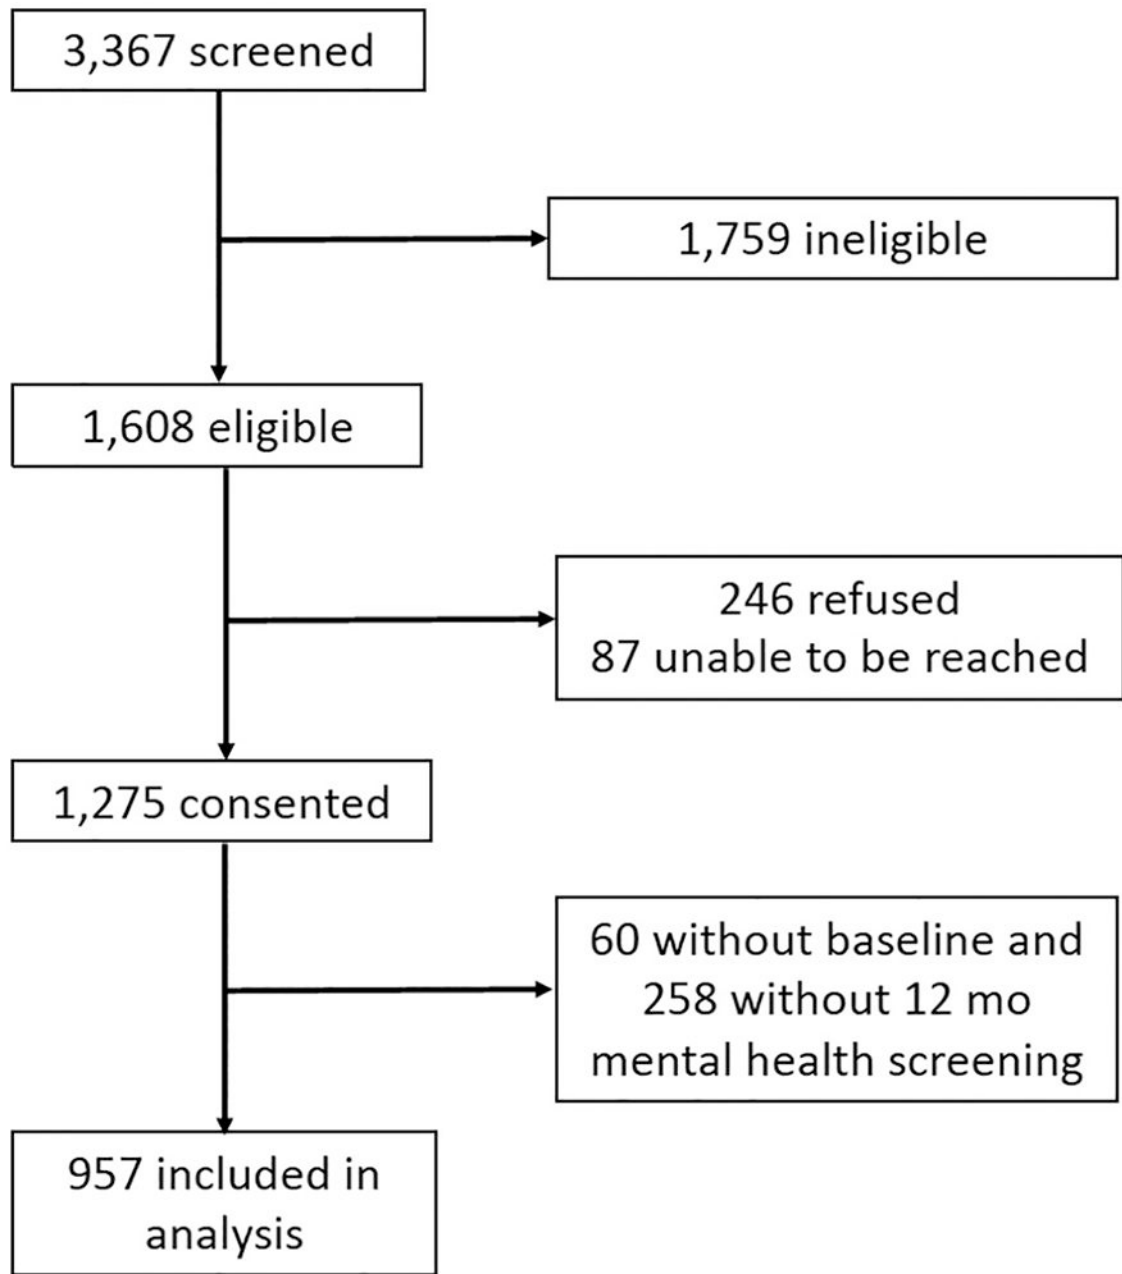 3,367 screened
1,759 ineligible
1,608 eligible
246 refused
87 unable to be reached
1,275 consented
60 without baseline and
258 without 12 mo
mental health screening
957 included in
analysis